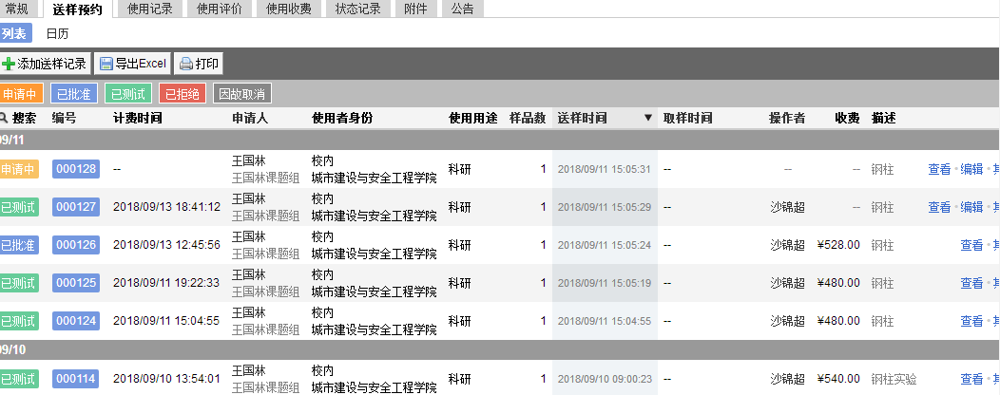 常规 送样预约 使用记录 使用评价 使用收费 状态记录 附件 公告
列表 日历
添加送样记录 导出Excel 打印
申请中 已批准 已测试 已拒绝 因故取消
搜索 编号 计费时间 申请人 使用者身份 使用用途 样品数 送样时间 ▼ 取样时间 操作者 收费 描述
09/11
申请中 000128 -- 王国林 校内 科研 1 2018/09/11 15:05:31 -- -- -- 钢柱 查看 编辑
王国林课题组 城市建设与安全工程学院
已测试 000127 2018/09/13 18:41:12 王国林 校内 科研 1 2018/09/11 15:05:29 -- 沙锦超 -- 钢柱 查看 编辑
王国林课题组 城市建设与安全工程学院
已批准 000126 2018/09/13 12:45:56 王国林 校内 科研 1 2018/09/11 15:05:24 -- 沙锦超 ¥528.00 钢柱 查看
王国林课题组 城市建设与安全工程学院
已测试 000125 2018/09/11 19:22:33 王国林 校内 科研 1 2018/09/11 15:05:19 -- 沙锦超 ¥480.00 钢柱 查看
王国林课题组 城市建设与安全工程学院
已测试 000124 2018/09/11 15:04:55 王国林 校内 科研 1 2018/09/11 15:04:55 -- 沙锦超 ¥480.00 钢柱 查看
王国林课题组 城市建设与安全工程学院
09/10
已测试 000114 2018/09/10 13:54:01 王国林 校内 科研 1 2018/09/10 09:00:23 -- 沙锦超 ¥540.00 钢柱实验 查看
王国林课题组 城市建设与安全工程学院